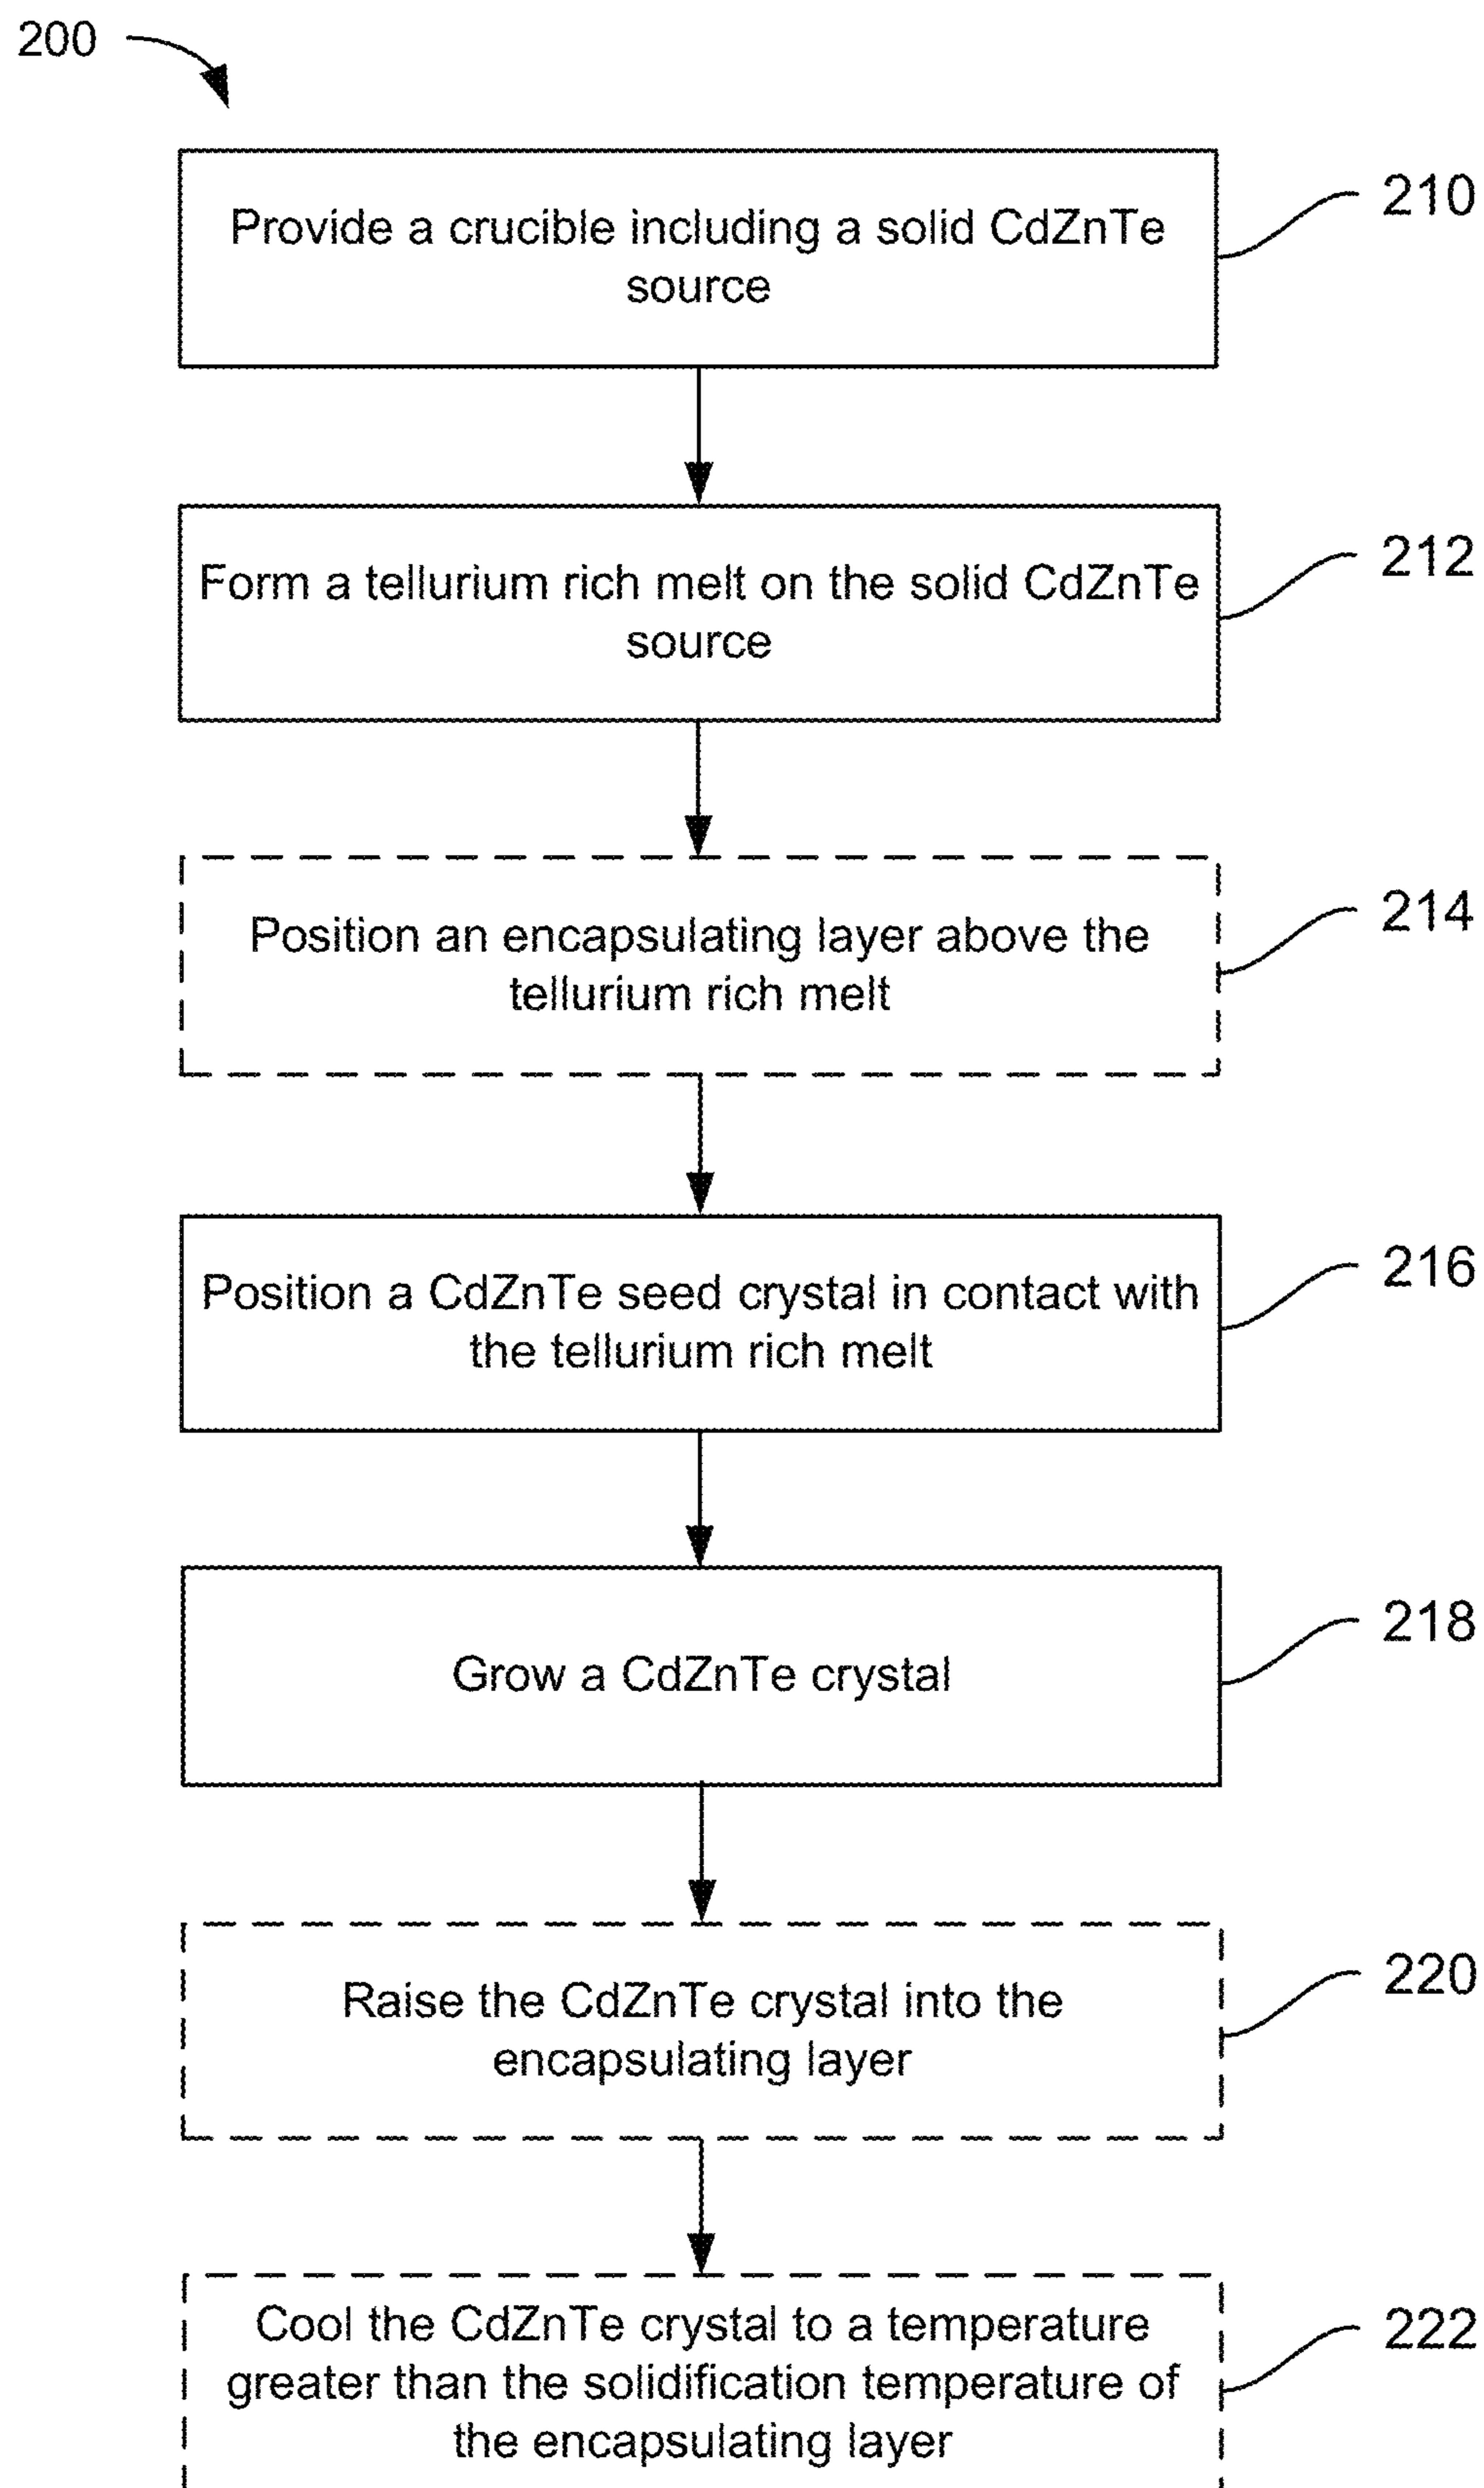 200
Provide a crucible including a solid CdZnTe
source
210
Form a tellurium rich melt on the solid CdZnTe
source
212
Position an encapsulating layer above the
tellurium rich melt
214
Position a CdZnTe seed crystal in contact with
the tellurium rich melt
216
Grow a CdZnTe crystal
218
Raise the CdZnTe crystal into the
encapsulating layer
220
Cool the CdZnTe crystal to a temperature
greater than the solidification temperature of
the encapsulating layer
222